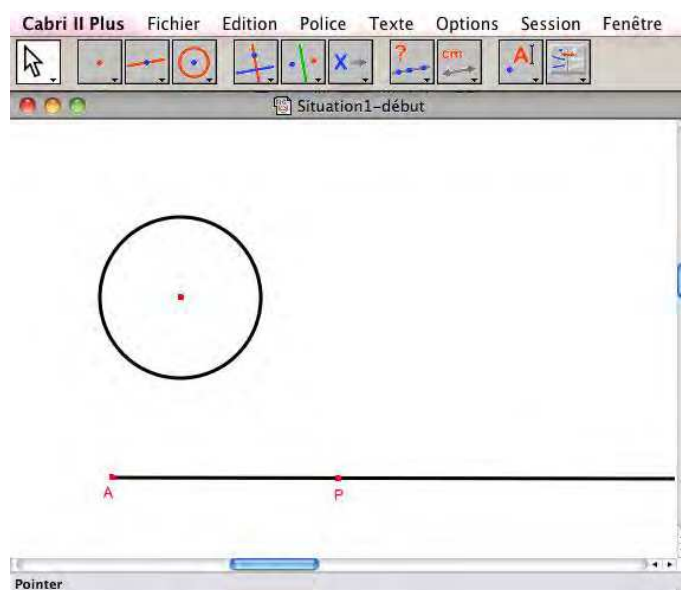 Cabri II Plus Fichier Edition Police Texte Options Session Fenêtre
X ? cm A
Situation1-début
A P
Pointer